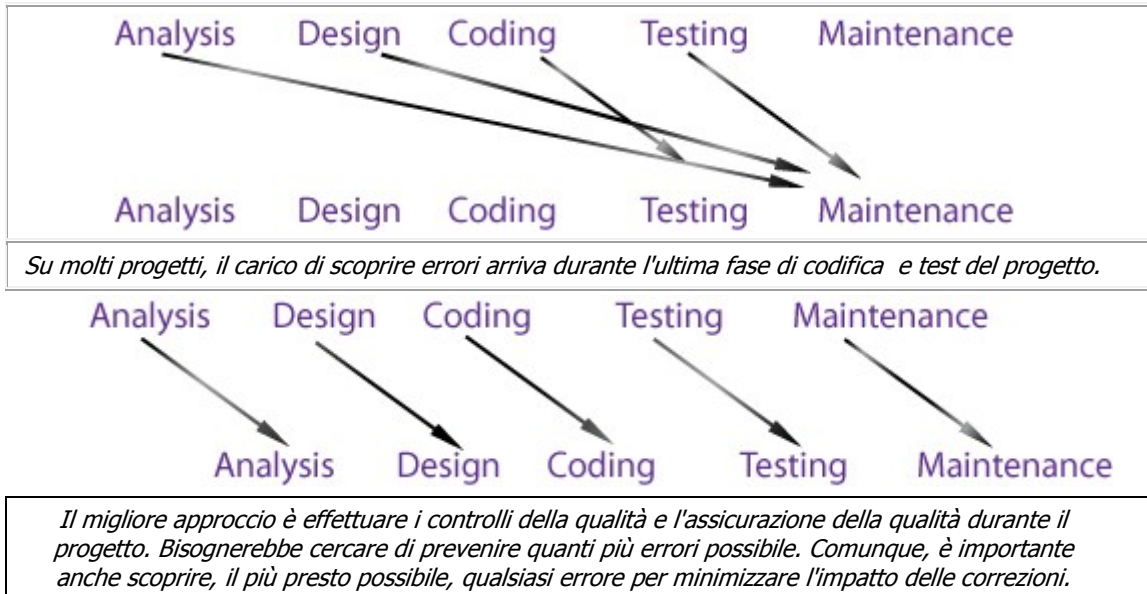 Analysis Design Coding Testing Maintenance
Analysis Design Coding Testing Maintenance
Su molti progetti, il carico di scoprire errori arriva durante l'ultima fase di codifica e test del progetto.
Analysis Design Coding Testing Maintenance
Analysis Design Coding Testing Maintenance
Il migliore approccio è effettuare i controlli della qualità e l'assicurazione della qualità durante il
progetto. Bisognerebbe cercare di prevenire quanti più errori possibile. Comunque, è importante
anche scoprire, il più presto possibile, qualsiasi errore per minimizzare l'impatto delle correzioni.